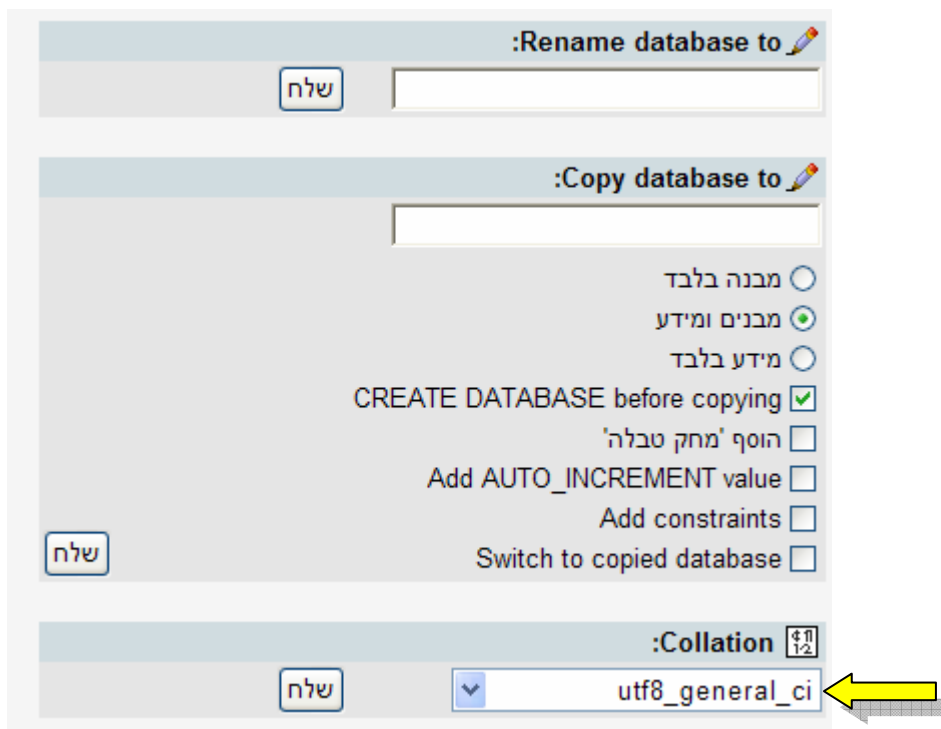 Rename database to:
שלח
Copy database to:
מבנה בלבד
מבנים ומידע
מידע בלבד
CREATE DATABASE before copying
הוסף 'מחק טבלה'
Add AUTO_INCREMENT value
Add constraints
Switch to copied database
שלח
Collation:
utf8_general_ci
שלח